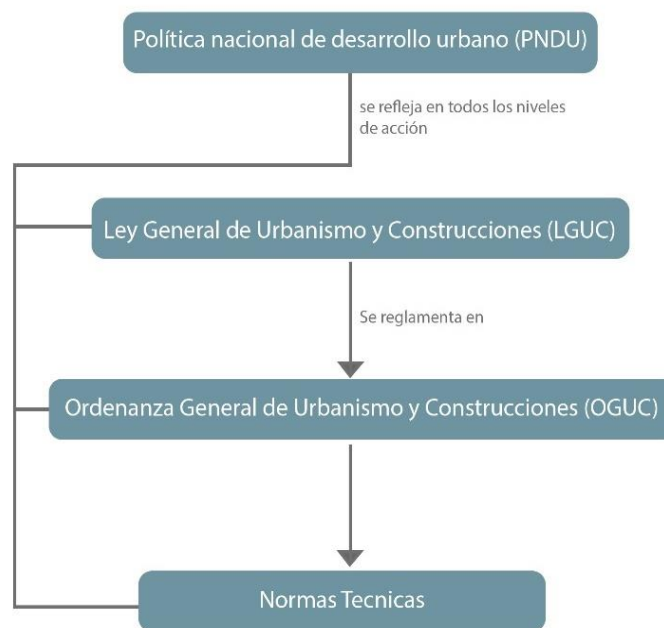 Política nacional de desarrollo urbano (PNDU)
se refleja en todos los niveles
de acción
Ley General de Urbanismo y Construcciones (LGUC)
Se reglamenta en
Ordenanza General de Urbanismo y Construcciones (OGUC)
Normas Tecnicas